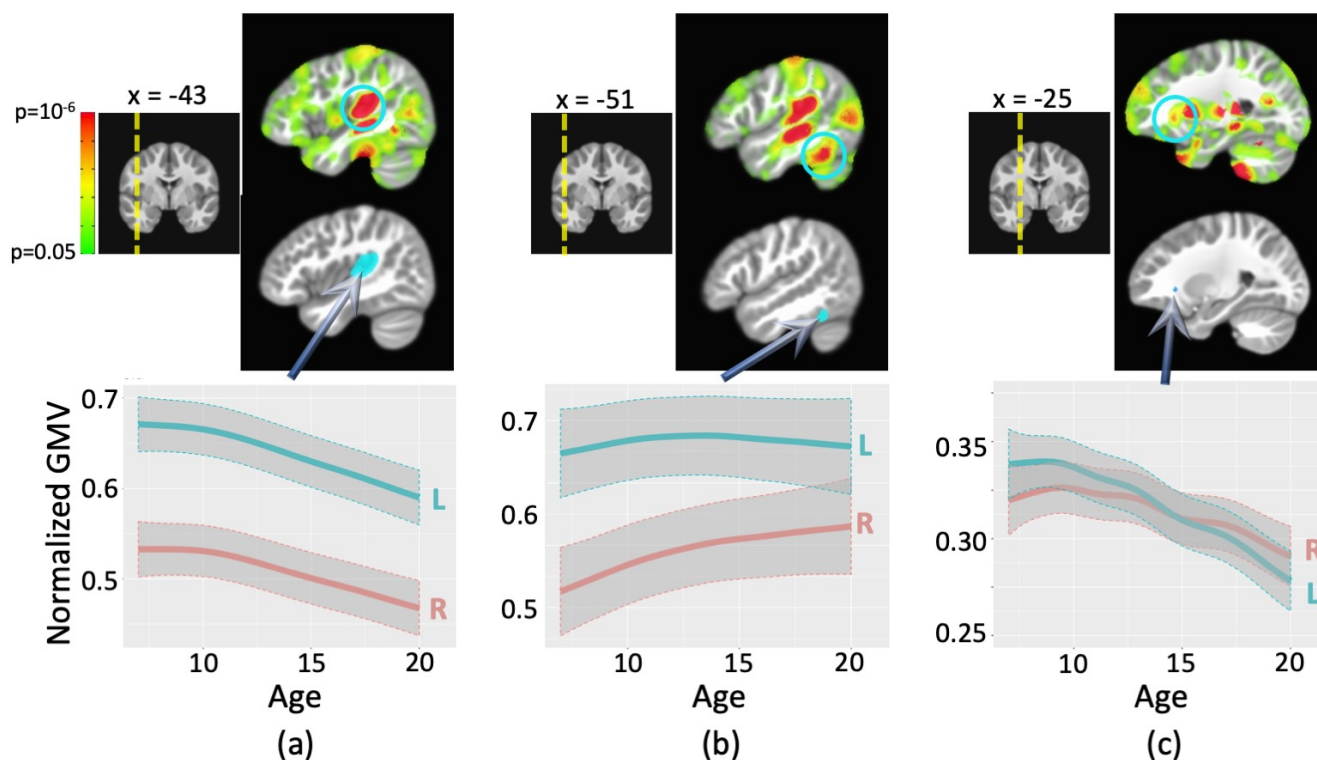 x = -43
x = -51
x = -25
p=10-6
p=0.05
Normalized GMV
0.7
0.6
0.5
L
R
10 15 20
Age
(a)
0.7
0.6
0.5
L
R
10 15 20
Age
(b)
0.35
0.30
0.25
R
L
10 15 20
Age
(c)